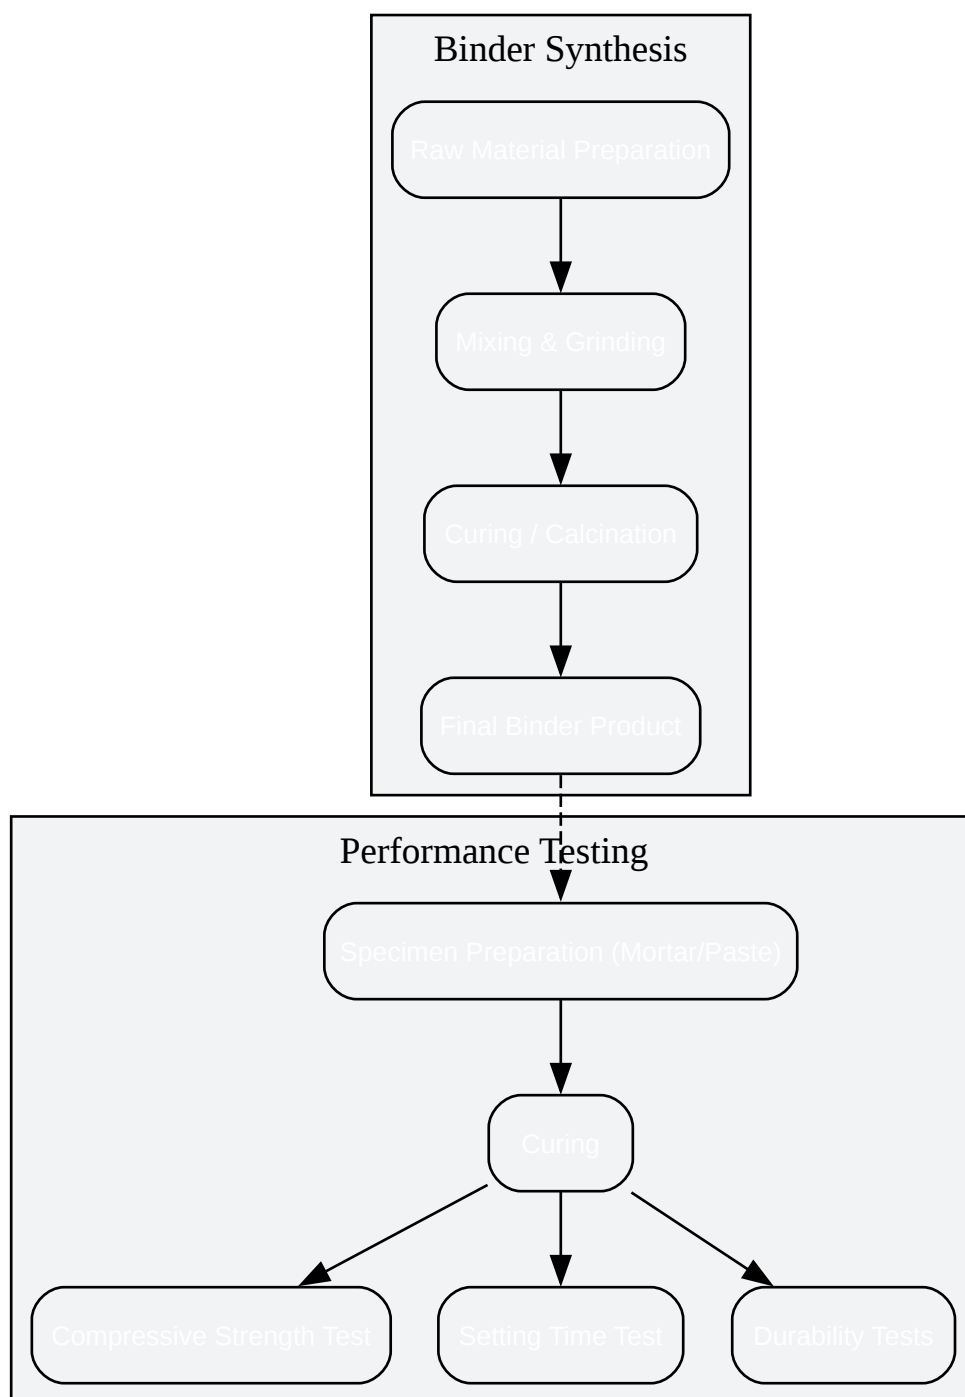 Binder Synthesis
Raw Material Preparation
Mixing & Grinding
Curing / Calcination
Final Binder Product
Performance Testing
Specimen Preparation (Mortar/Paste)
Curing
Compressive Strength Test
Setting Time Test
Durability Tests